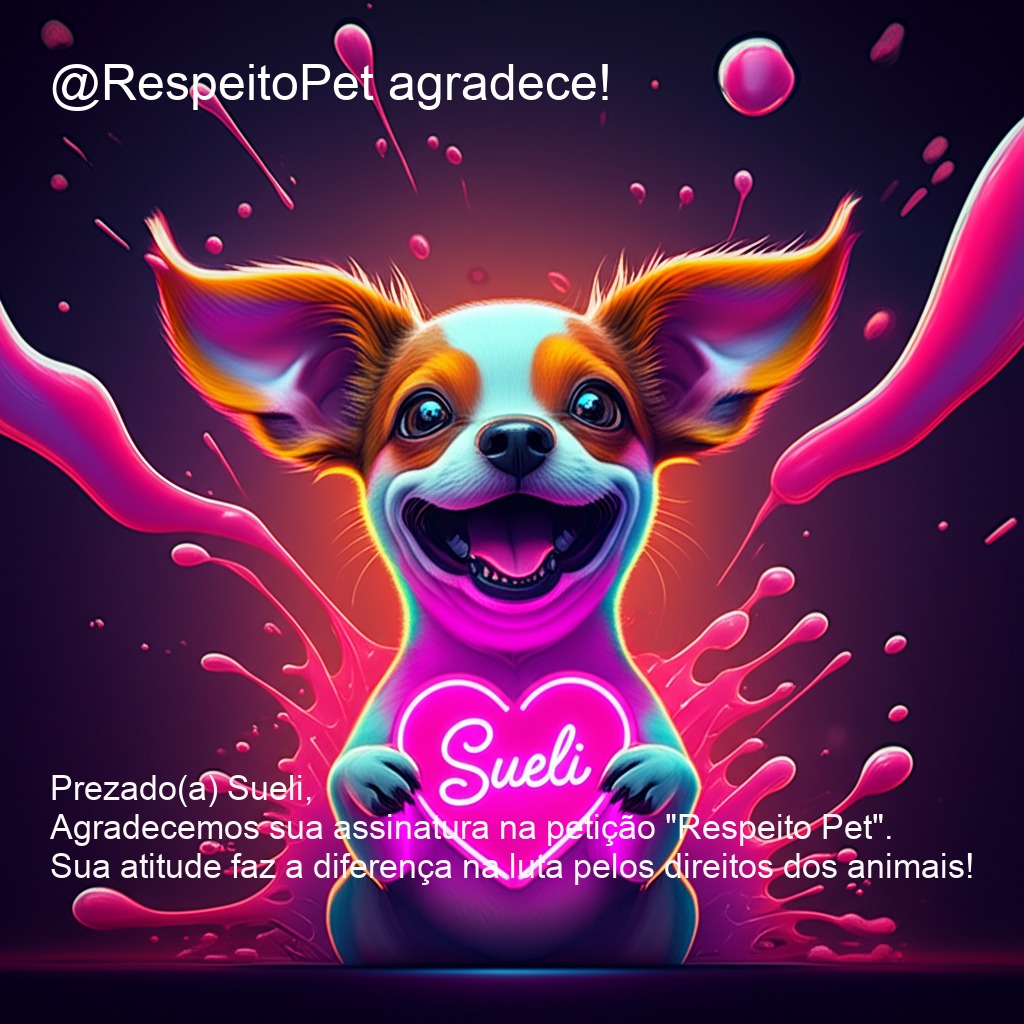 @RespeitoPet agradece!
Sueli
Prezado(a) Sueli,
Agradecemos sua assinatura na petição "Respeito Pet".
Sua atitude faz a diferença na luta pelos direitos dos animais!